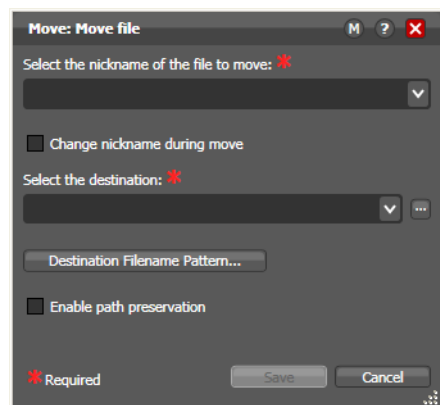 Move: Move file M ? X
Select the nickname of the file to move: *
Change nickname during move
Select the destination: *
...
Destination Filename Pattern...
Enable path preservation
* Required Save Cancel